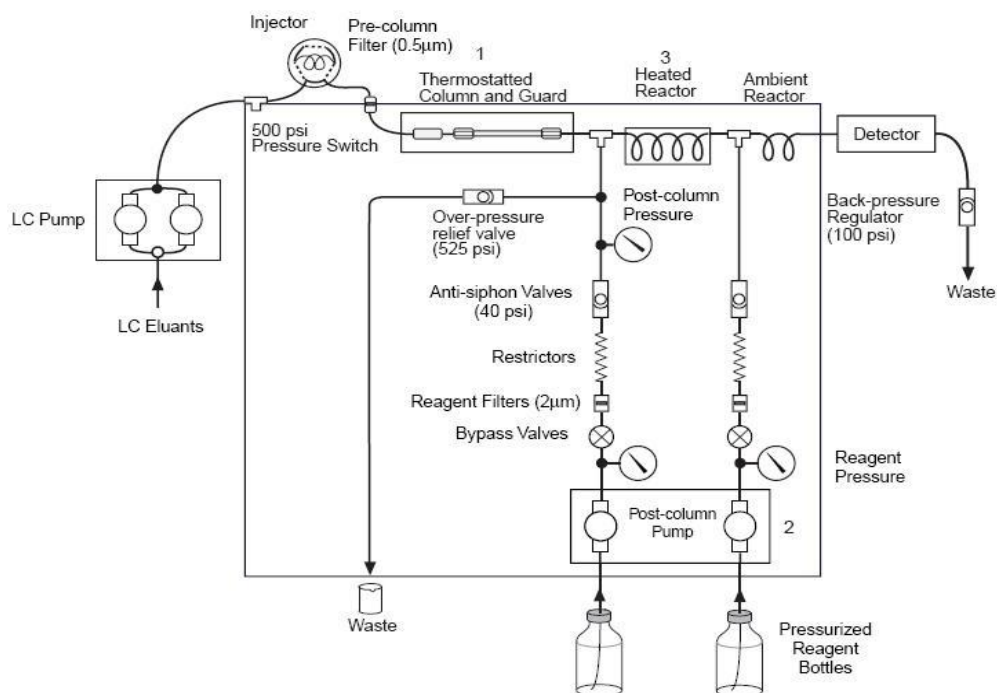 Injector
Pre-column
Filter (0.5μm)
1
Thermostatted
Column and Guard
3
Heated
Reactor
Ambient
Reactor
500 psi
Pressure Switch
Detector
LC Pump
Over-pressure
relief valve
(525 psi)
Post-column
Pressure
Back-pressure
Regulator
(100 psi)
Waste
LC Eluants
Anti-siphon Valves
(40 psi)
Restrictors
Reagent Filters (2μm)
Bypass Valves
Reagent
Pressure
Post-column
Pump
2
Waste
Pressurized
Reagent
Bottles